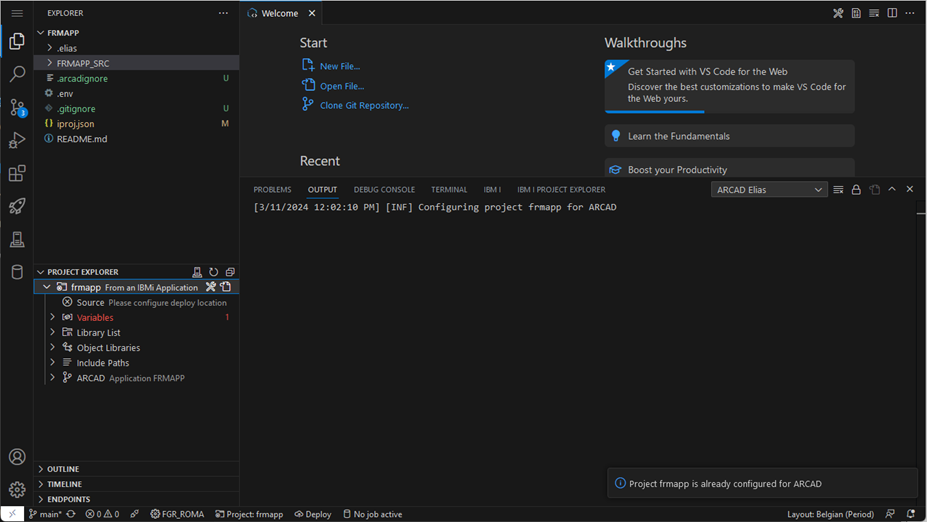 EXPLORER
FRMAPP
.elias
FRMAPP_SRC
.arcadignore U
.env
.gitignore U
iproj.json M
README.md
3
PROJECT EXPLORER
frmapp From an IBMi Application
Source Please configure deploy location
Variables 1
Library List
Object Libraries
Include Paths
ARCAD Application FRMAPP
OUTLINE
TIMELINE
ENDPOINTS
Welcome
Start
New File...
Open File...
Clone Git Repository...
Recent
Walkthroughs
Get Started with VS Code for the Web
Discover the best customizations to make VS Code for
the Web yours.
Learn the Fundamentals
Boost your Productivity
PROBLEMS OUTPUT DEBUG CONSOLE TERMINAL IBM I IBM I PROJECT EXPLORER ARCAD Elias
[3/11/2024 12:02:10 PM] [INF] Configuring project frmapp for ARCAD
Project frmapp is already configured for ARCAD
main* 0 0 FGR_ROMA Project: frmapp Deploy No job active Layout: Belgian (Period)